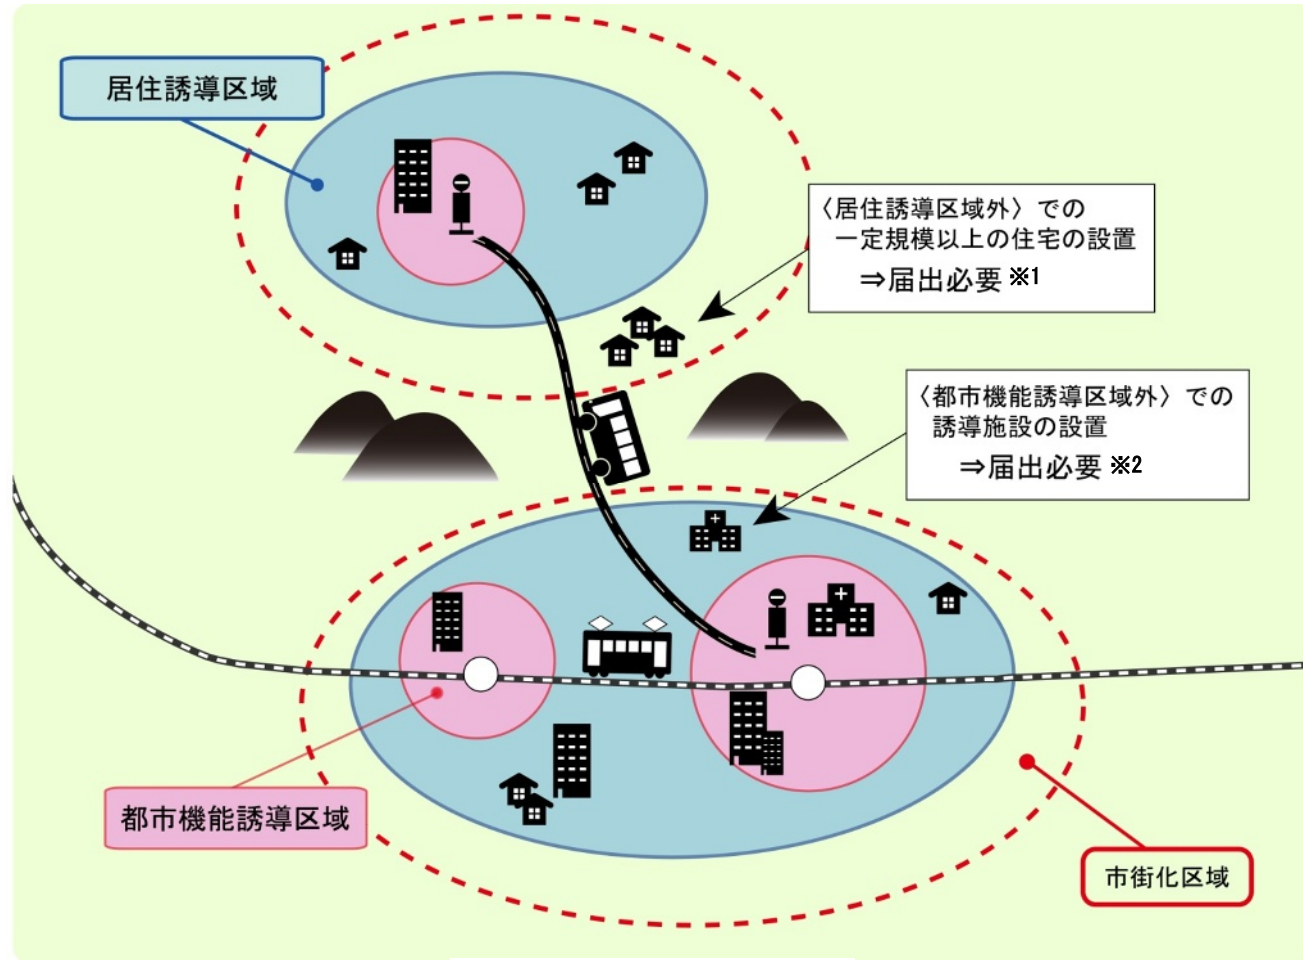 居住誘導区域
〈居住誘導区域外〉での
一定規模以上の住宅の設置
⇒届出必要※1
〈都市機能誘導区域外〉での
誘導施設の設置
⇒届出必要※2
都市機能誘導区域
市街化区域